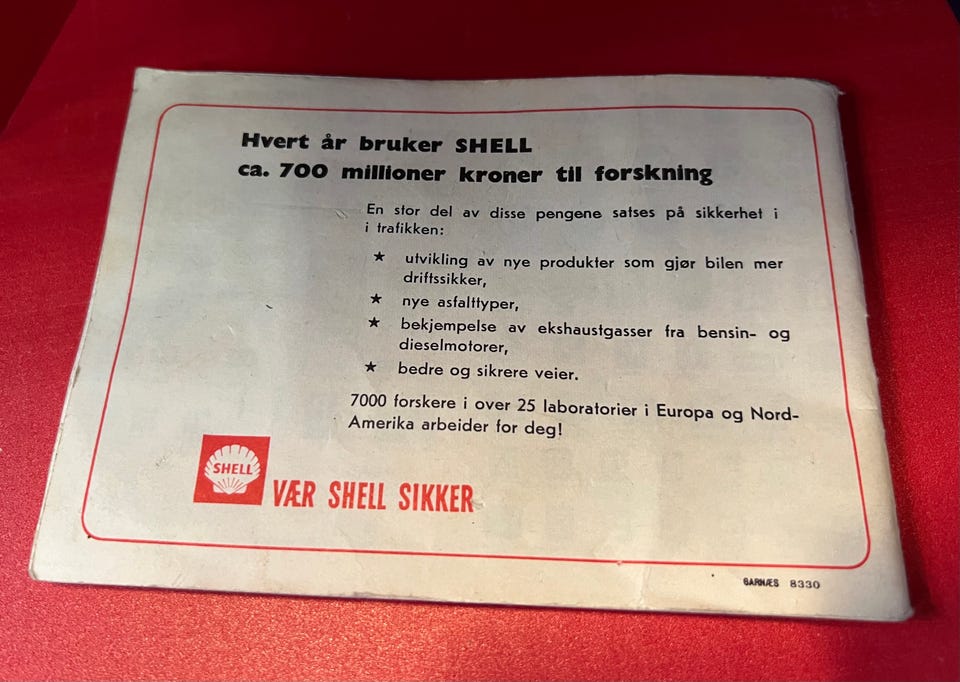 Hvert år bruker SHELL
ca. 700 millioner kroner til forskning
En stor del av disse pengene satses på sikkerhet i
i trafikken:
★ utvikling av nye produkter som gjør bilen mer
driftssikker,
★ nye asfalttyper,
★ bekjempelse av ekshaustgasser fra bensin- og
dieselmotorer,
★ bedre og sikrere veier.
7000 forskere i over 25 laboratorier i Europa og Nord-
Amerika arbeider for deg!
SHELL
VÆR SHELL SIKKER
GARNÆS 8330